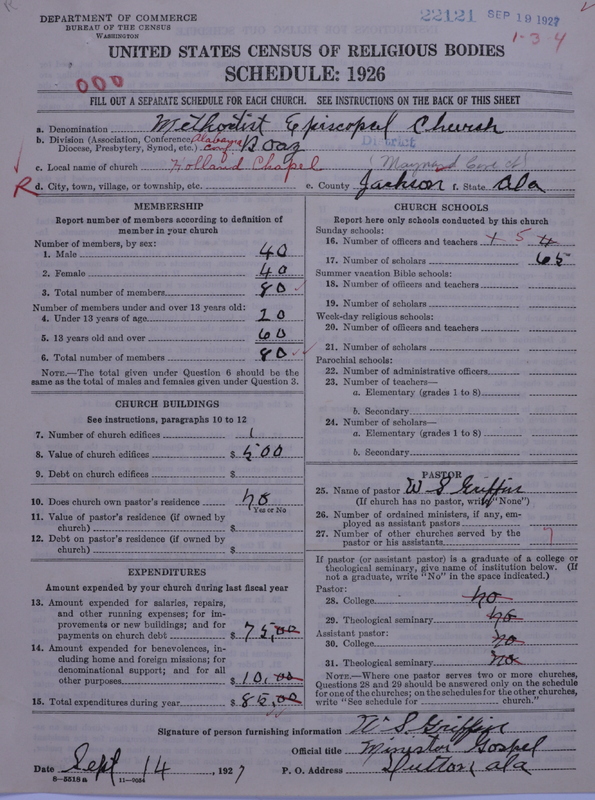 DEPARTMENT OF COMMERCE
BUREAU OF THE CENSUS
WASHINGTON
22121 SEP 19 1927
1-3-4
UNITED STATES CENSUS OF RELIGIOUS BODIES
SCHEDULE: 1926
000
FILL OUT A SEPARATE SCHEDULE FOR EACH CHURCH. SEE INSTRUCTIONS ON THE BACK OF THIS SHEET
a. Denomination Methodist Episcopal Church
b. Division (Association, Conference, Diocese, Presbytery, Synod, etc.) Alabama Conf. Boaz District
c. Local name of church Holland Chapel (Maynard Cove Ch)
R d. City, town, village, or township, etc. e. County Jackson f. State Ala
MEMBERSHIP
Report number of members according to definition of
member in your church
Number of members, by sex:
1. Male 40
2. Female 40
3. Total number of members 80
Number of members under and over 13 years old:
4. Under 13 years of age 20
5. 13 years old and over 60
6. Total number of members 80
NOTE.—The total given under Question 6 should be the
same as the total of males and females given under Question 3.
CHURCH BUILDINGS
See instructions, paragraphs 10 to 12
7. Number of church edifices 1
8. Value of church edifices $ 500
9. Debt on church edifices $
10. Does church own pastor's residence no
Yes or No
11. Value of pastor's residence (if owned by
church) $
12. Debt on pastor's residence (if owned by
church) $
EXPENDITURES
Amount expended by your church during last fiscal year
13. Amount expended for salaries, repairs,
and other running expenses; for im-
provements or new buildings; and for
payments on church debt $ 75,00
14. Amount expended for benevolences, in-
cluding home and foreign missions; for
denominational support; and for all
other purposes $ 10,00
15. Total expenditures during year $ 85,00
CHURCH SCHOOLS
Report here only schools conducted by this church
Sunday schools:
16. Number of officers and teachers 5 4
17. Number of scholars 65
Summer vacation Bible schools:
18. Number of officers and teachers
19. Number of scholars
Week-day religious schools:
20. Number of officers and teachers
21. Number of scholars
Parochial schools:
22. Number of administrative officers
23. Number of teachers—
a. Elementary (grades 1 to 8)
b. Secondary
24. Number of scholars—
a. Elementary (grades 1 to 8)
b. Secondary
PASTOR
25. Name of pastor W S Griffin
(If church has no pastor, write "None")
26. Number of ordained ministers, if any, em-
ployed as assistant pastors
27. Number of other churches served by the
pastor or his assistants 7
If pastor (or assistant pastor) is a graduate of a college or
theological seminary, give name of institution below. (If
not a graduate, write "No" in the space indicated.)
Pastor:
28. College no
29. Theological seminary no
Assistant pastor:
30. College no
31. Theological seminary no
NOTE.—Where one pastor serves two or more churches,
Questions 28 and 29 should be answered only on the schedule
for one of the churches; on the schedules for the other churches,
write "See schedule for church."
Signature of person furnishing information W S. Griffin
Official title Minister Gospel
Date Sept 14, 1927 P. O. Address Dutton, ala
8—5518 a 11—9034